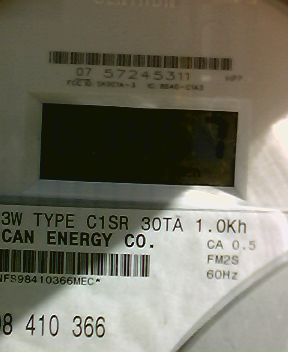 CENTRON
07 57245311
3W TYPE C1SR 30TA 1.0Kh
CAN ENERGY CO.
CA 0.5
FM2S
NFS98410366MEC*
60Hz
98 410 366